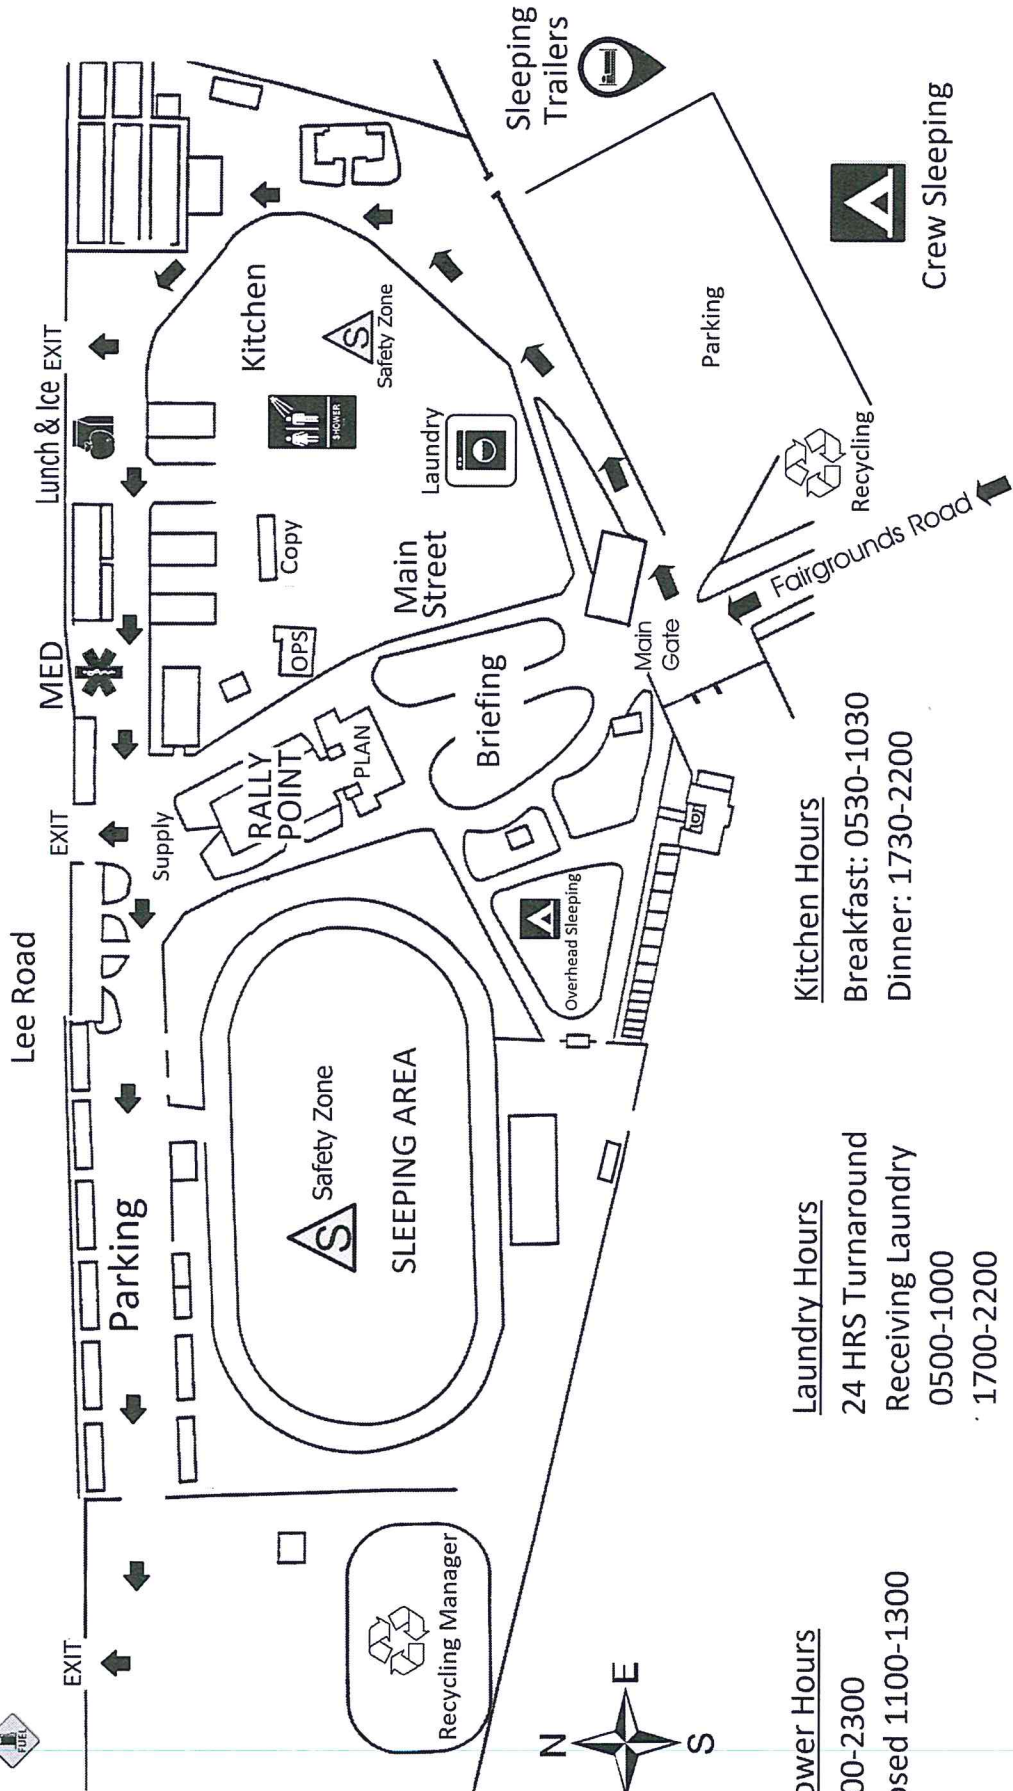 FUEL
Lee Road
EXIT
EXIT
MED
Lunch & Ice
EXIT
Parking
Supply
Kitchen
SHOWER
S
Safety Zone
Copy
OPS
RALLY
POINT
PLAN
Main
Street
Laundry
S
Safety Zone
SLEEPING AREA
Briefing
Overhead Sleeping
Recycling Manager
Main
Gate
Sleeping
Trailers
Parking
Recycling
Fairgrounds Road
Crew Sleeping
N
E
S
ower Hours
00-2300
osed 1100-1300
Laundry Hours
24 HRS Turnaround
Receiving Laundry
0500-1000
1700-2200
Kitchen Hours
Breakfast: 0530-1030
Dinner: 1730-2200